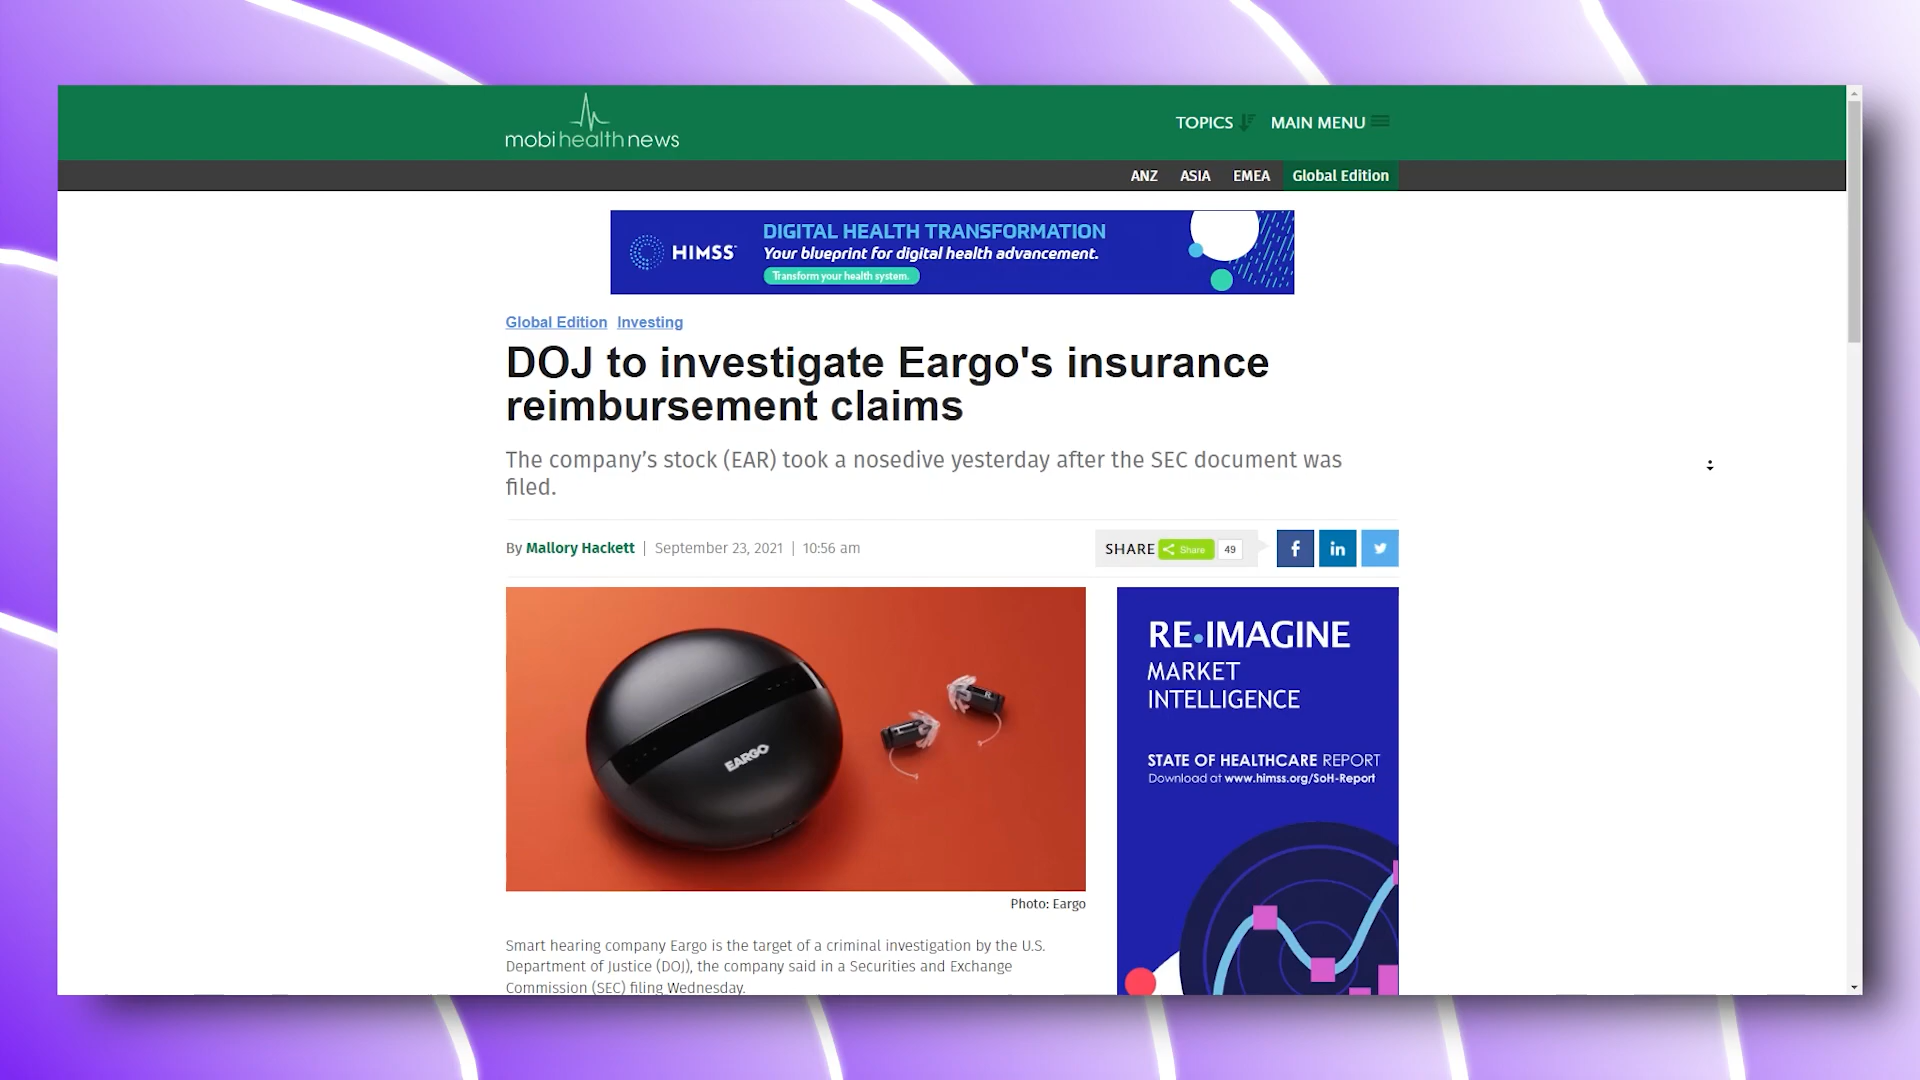 mobihealthnews
TOPICS
MAIN MENU
ANZ
ASIA
EMEA
Global Edition
HIMSS
DIGITAL HEALTH TRANSFORMATION
Your blueprint for digital health advancement.
Transform your health system.
Global Edition Investing
DOJ to investigate Eargo's insurance
reimbursement claims
The company’s stock (EAR) took a nosedive yesterday after the SEC document was
filed.
By Mallory Hackett | September 23, 2021 | 10:56 am
SHARE Share 49
f
in
EARGO
R
Photo: Eargo
Smart hearing company Eargo is the target of a criminal investigation by the U.S.
Department of Justice (DOJ), the company said in a Securities and Exchange
Commission (SEC) filing Wednesday.
RE•IMAGINE
MARKET
INTELLIGENCE
STATE OF HEALTHCARE REPORT
Download at www.himss.org/SoH-Report